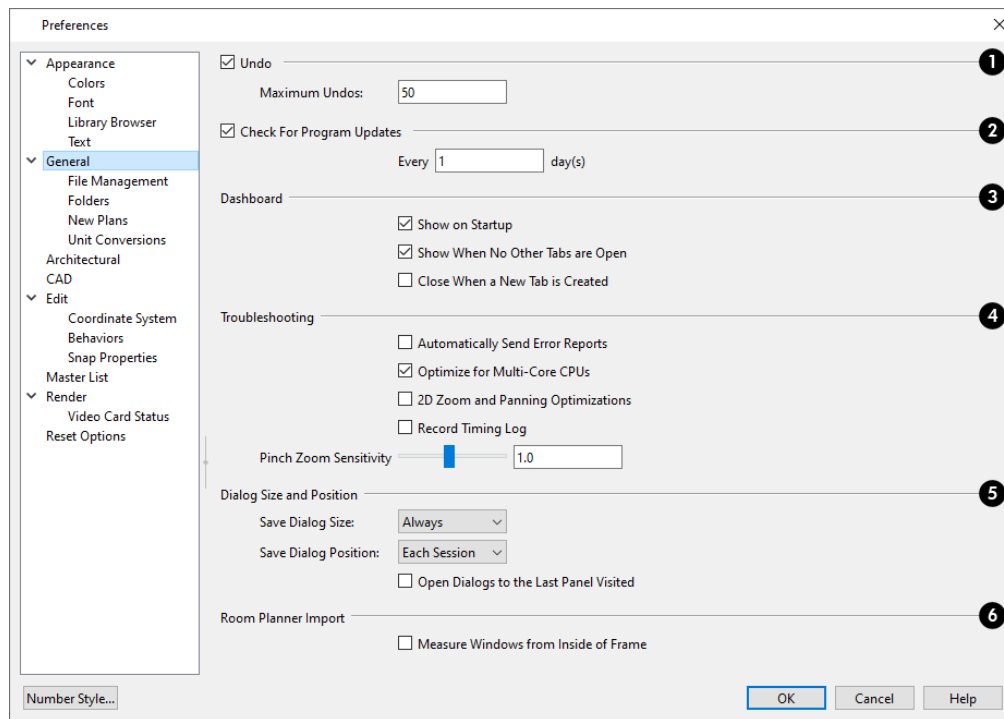 Preferences
Appearance
Colors
Font
Library Browser
Text
General
File Management
Folders
New Plans
Unit Conversions
Architectural
CAD
Edit
Coordinate System
Behaviors
Snap Properties
Master List
Render
Video Card Status
Reset Options
Undo 1
Maximum Undos: 50
Check For Program Updates 2
Every 1 day(s)
Dashboard 3
Show on Startup
Show When No Other Tabs are Open
Close When a New Tab is Created
Troubleshooting 4
Automatically Send Error Reports
Optimize for Multi-Core CPUs
2D Zoom and Panning Optimizations
Record Timing Log
Pinch Zoom Sensitivity 1.0
Dialog Size and Position 5
Save Dialog Size: Always
Save Dialog Position: Each Session
Open Dialogs to the Last Panel Visited
Room Planner Import 6
Measure Windows from Inside of Frame
Number Style... OK Cancel Help